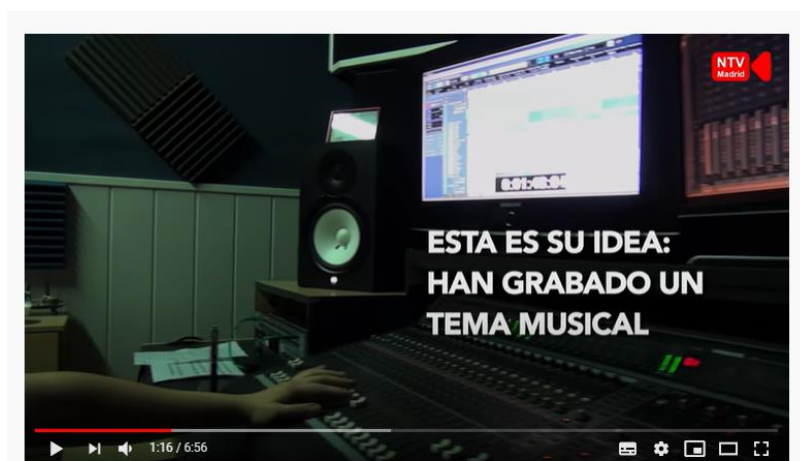 NTV
Madrid
ESTA ES SU IDEA:
HAN GRABADO UN
TEMA MUSICAL
1:16 / 6:56